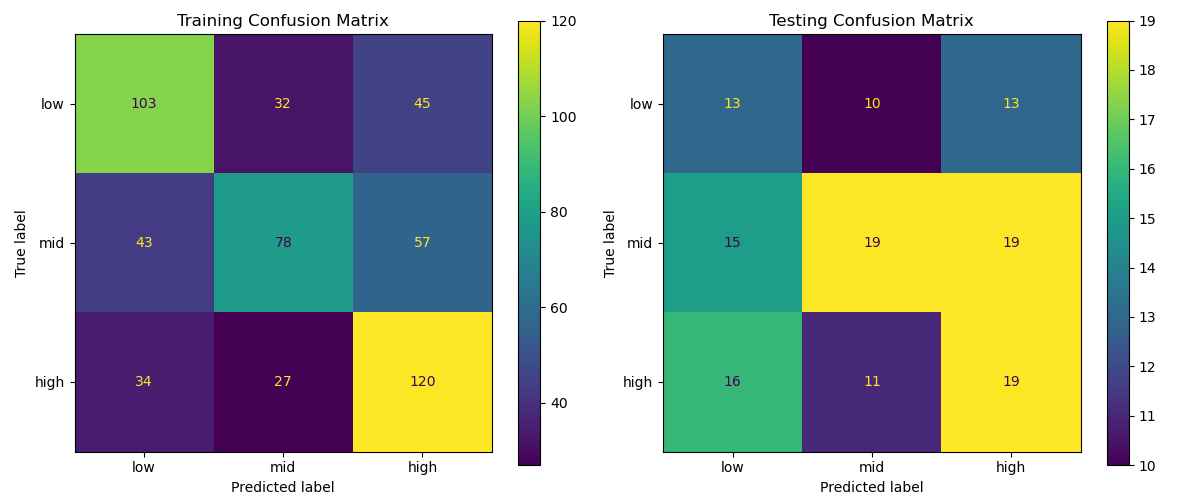 Training Confusion Matrix
True label
low
mid
high
103 32 45
43 78 57
34 27 120
low mid high
Predicted label
120
100
80
60
40
Testing Confusion Matrix
True label
low
mid
high
13 10 13
15 19 19
16 11 19
low mid high
Predicted label
19
18
17
16
15
14
13
12
11
10